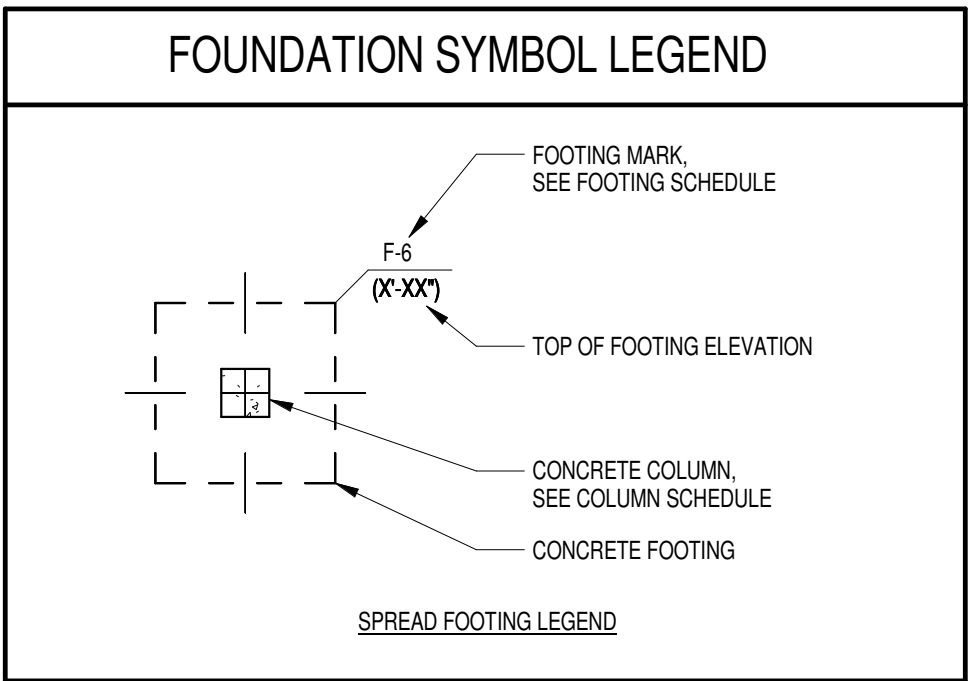 FOUNDATION SYMBOL LEGEND
FOOTING MARK,
SEE FOOTING SCHEDULE
F-6
(X'-XX")
TOP OF FOOTING ELEVATION
CONCRETE COLUMN,
SEE COLUMN SCHEDULE
CONCRETE FOOTING
SPREAD FOOTING LEGEND